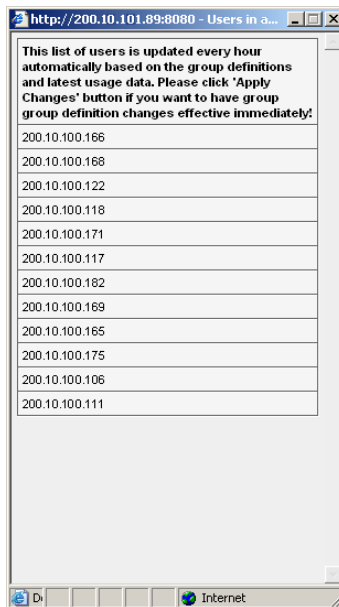 http://200.10.101.89:8080 - Users in a...
This list of users is updated every hour
automatically based on the group definitions
and latest usage data. Please click 'Apply
Changes' button if you want to have group
group definition changes effective immediately!
200.10.100.166
200.10.100.168
200.10.100.122
200.10.100.118
200.10.100.171
200.10.100.117
200.10.100.182
200.10.100.169
200.10.100.165
200.10.100.175
200.10.100.106
200.10.100.111
Internet